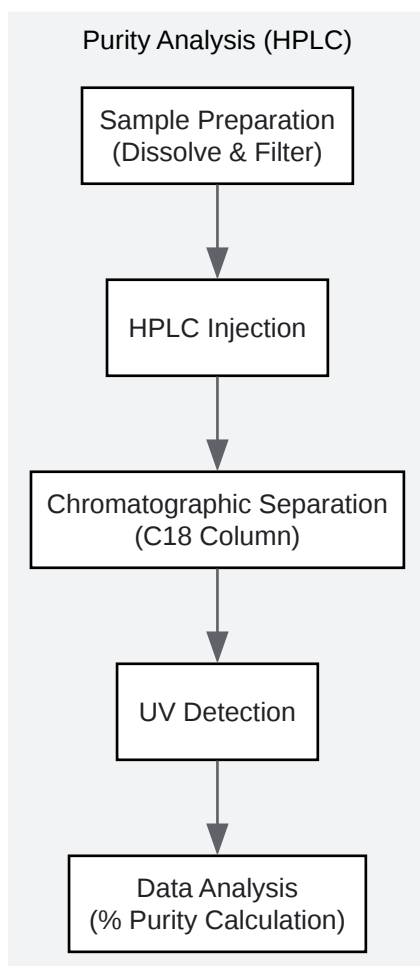 Purity Analysis (HPLC)
Sample Preparation
(Dissolve & Filter)
HPLC Injection
Chromatographic Separation
(C18 Column)
UV Detection
Data Analysis
(% Purity Calculation)